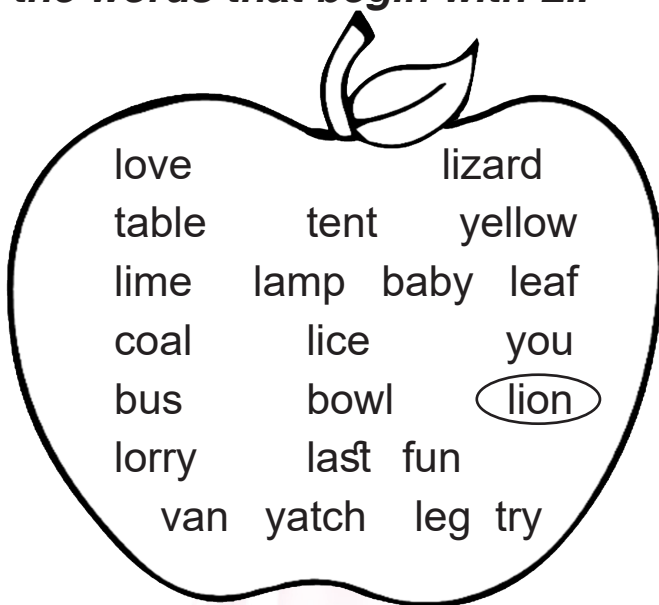 the words that begin with Ll.
love lizard
table tent yellow
lime lamp baby leaf
coal lice you
bus bowl lion
lorry last fun
van yatch leg try